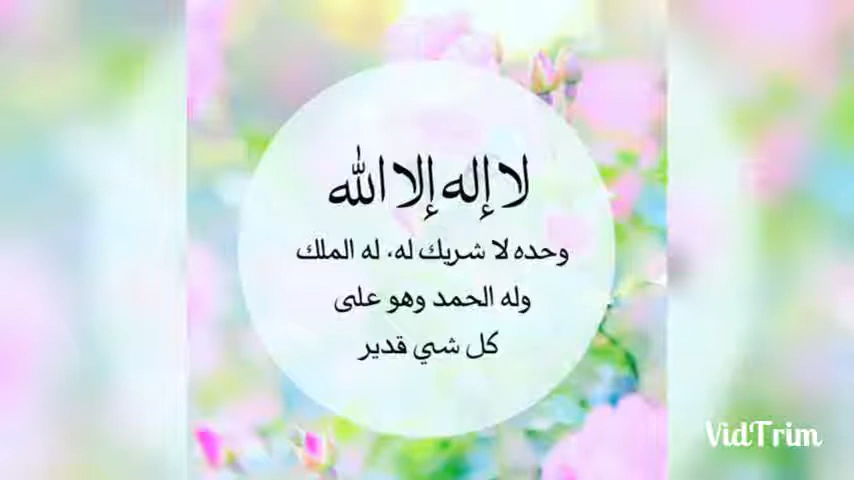 لا إله إلا الله
وحده لا شريك له، له الملك
وله الحمد وهو على
كل شي قدير
VidTrim